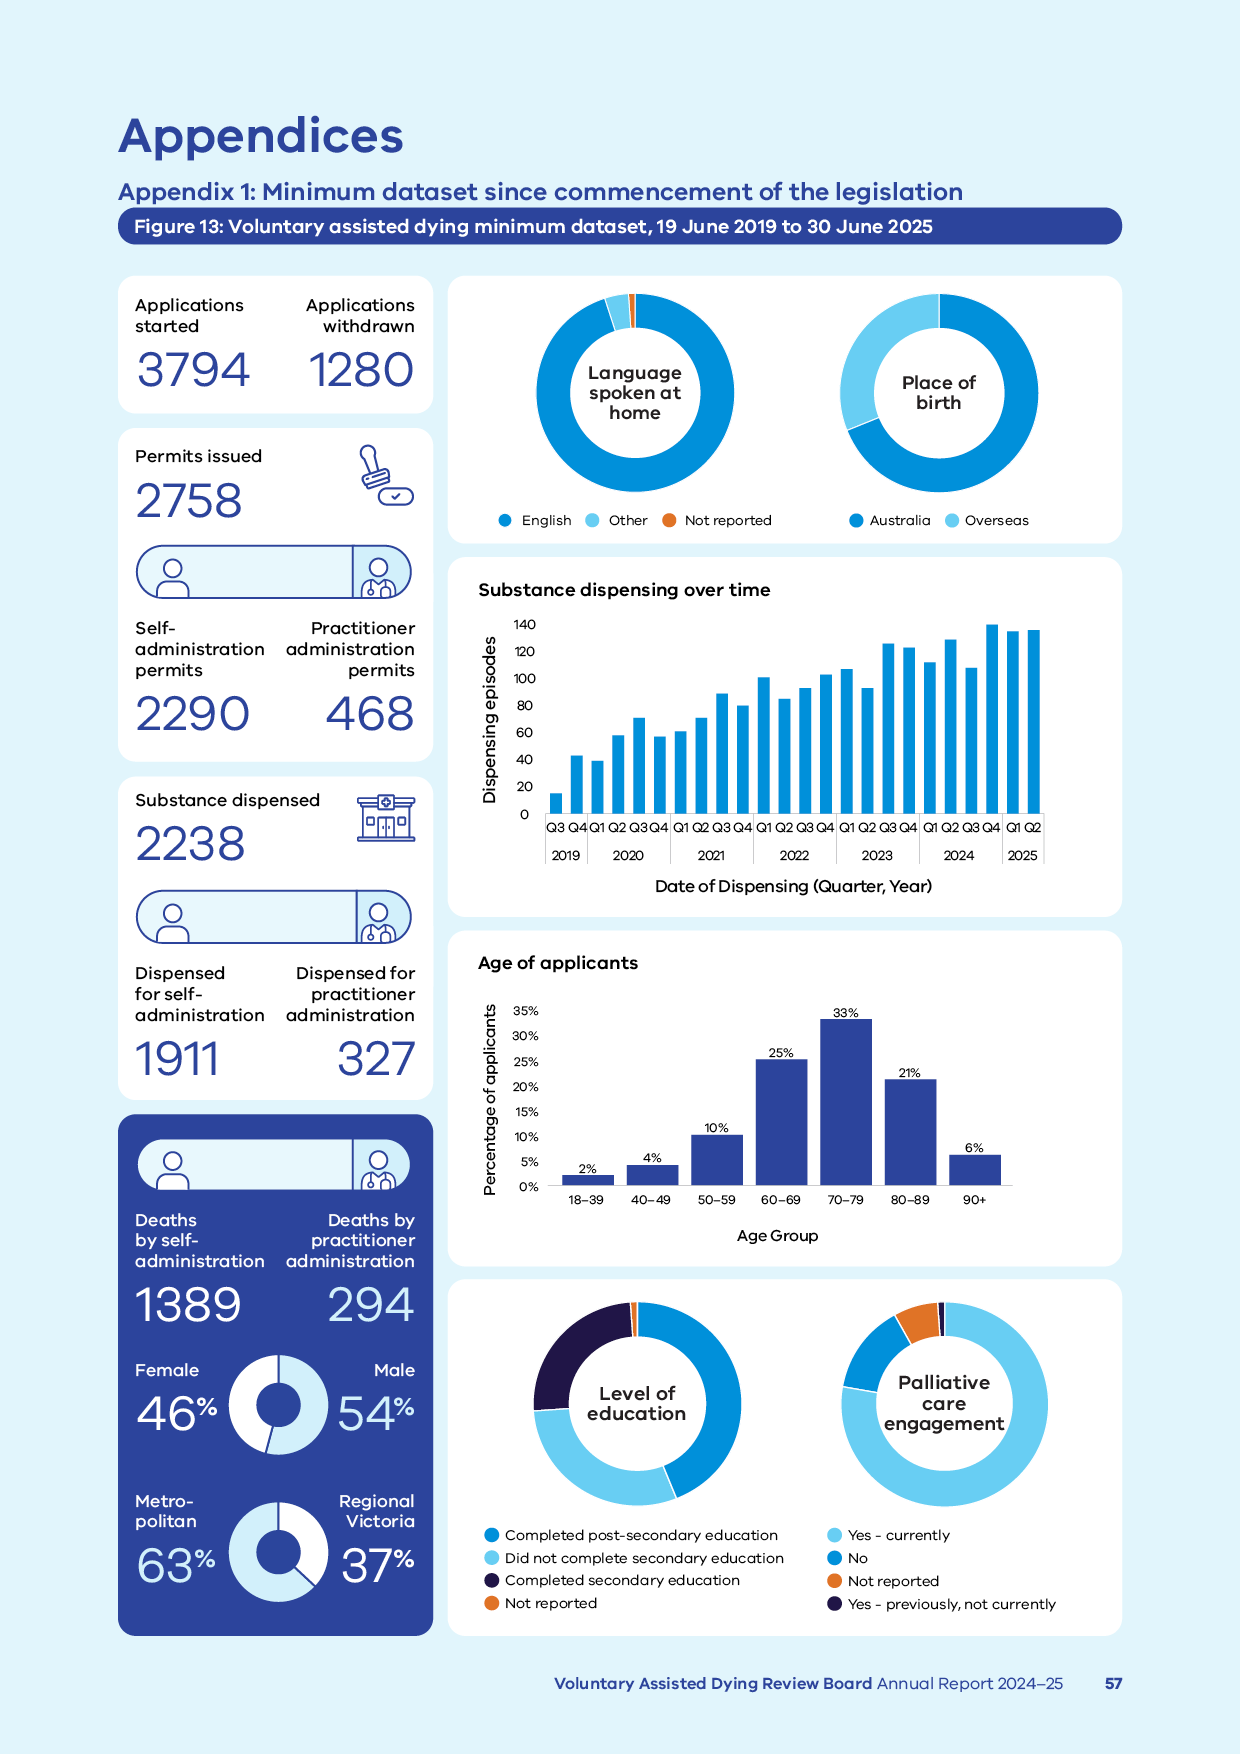 Appendices
Appendix 1: Minimum dataset since commencement of the legislation
Figure 13: Voluntary assisted dying minimum dataset, 19 June 2019 to 30 June 2025
Applications
started
3794
Applications
withdrawn
1280
Permits issued
2758
Self-
administration
permits
2290
Practitioner
administration
permits
468
Substance dispensed
2238
Dispensed
for self-
administration
1911
Dispensed for
practitioner
administration
327
Deaths
by self-
administration
1389
Deaths by
practitioner
administration
294
Female
46%
Male
54%
Metro-
politan
63%
Regional
Victoria
37%
Language
spoken at
home
English Other Not reported
Place of
birth
Australia Overseas
Substance dispensing over time
Dispensing episodes
140
120
100
80
60
40
20
0
Q3 Q4 Q1 Q2 Q3 Q4 Q1 Q2 Q3 Q4 Q1 Q2 Q3 Q4 Q1 Q2 Q3 Q4 Q1 Q2 Q3 Q4 Q1 Q2
2019 2020 2021 2022 2023 2024 2025
Date of Dispensing (Quarter, Year)
Age of applicants
Percentage of applicants
35%
30%
25%
20%
15%
10%
5%
0%
2% 4% 10% 25% 33% 21% 6%
18–39 40–49 50–59 60–69 70–79 80–89 90+
Age Group
Level of
education
Completed post-secondary education
Did not complete secondary education
Completed secondary education
Not reported
Palliative
care
engagement
Yes - currently
No
Not reported
Yes - previously, not currently
Voluntary Assisted Dying Review Board Annual Report 2024–25 57